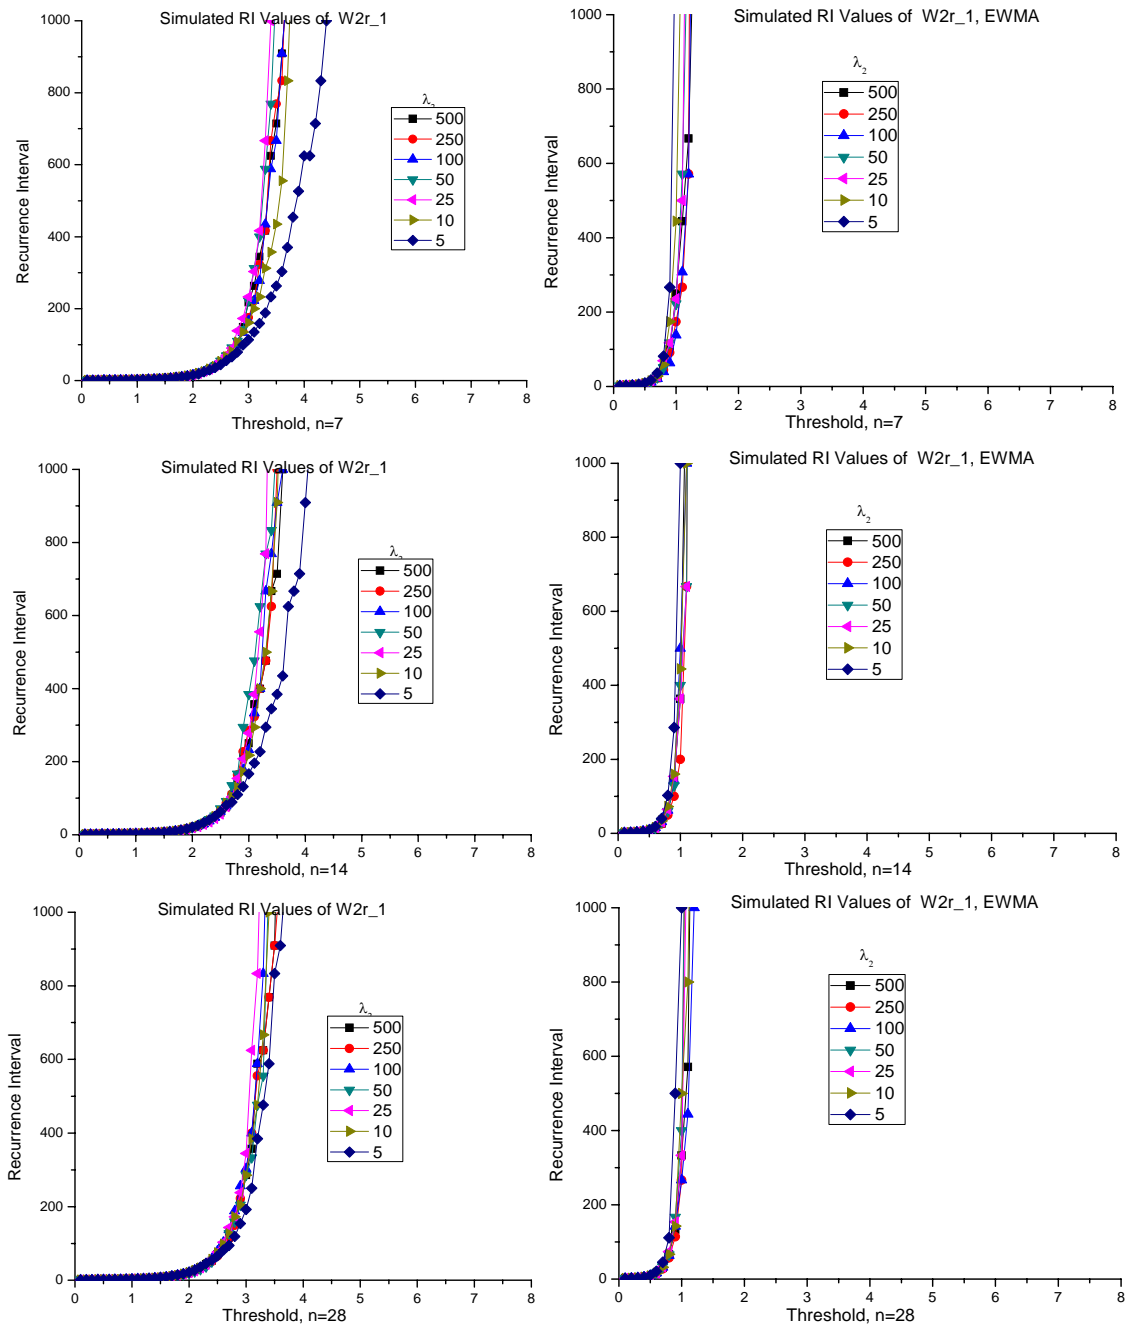 Simulated RI Values of W2r_1
1000
800
600
400
200
0
Recurrence Interval
λ2
500
250
100
50
25
10
5
0 1 2 3 4 5 6 7 8
Threshold, n=7
Simulated RI Values of W2r_1, EWMA
1000
800
600
400
200
0
Recurrence Interval
λ2
500
250
100
50
25
10
5
0 1 2 3 4 5 6 7 8
Threshold, n=7
Simulated RI Values of W2r_1
1000
800
600
400
200
0
Recurrence Interval
λ2
500
250
100
50
25
10
5
0 1 2 3 4 5 6 7 8
Threshold, n=14
Simulated RI Values of W2r_1, EWMA
1000
800
600
400
200
0
Recurrence Interval
λ2
500
250
100
50
25
10
5
0 1 2 3 4 5 6 7 8
Threshold, n=14
Simulated RI Values of W2r_1
1000
800
600
400
200
0
Recurrence Interval
λ2
500
250
100
50
25
10
5
0 1 2 3 4 5 6 7 8
Threshold, n=28
Simulated RI Values of W2r_1, EWMA
1000
800
600
400
200
0
Recurrence Interval
λ2
500
250
100
50
25
10
5
0 1 2 3 4 5 6 7 8
Threshold, n=28